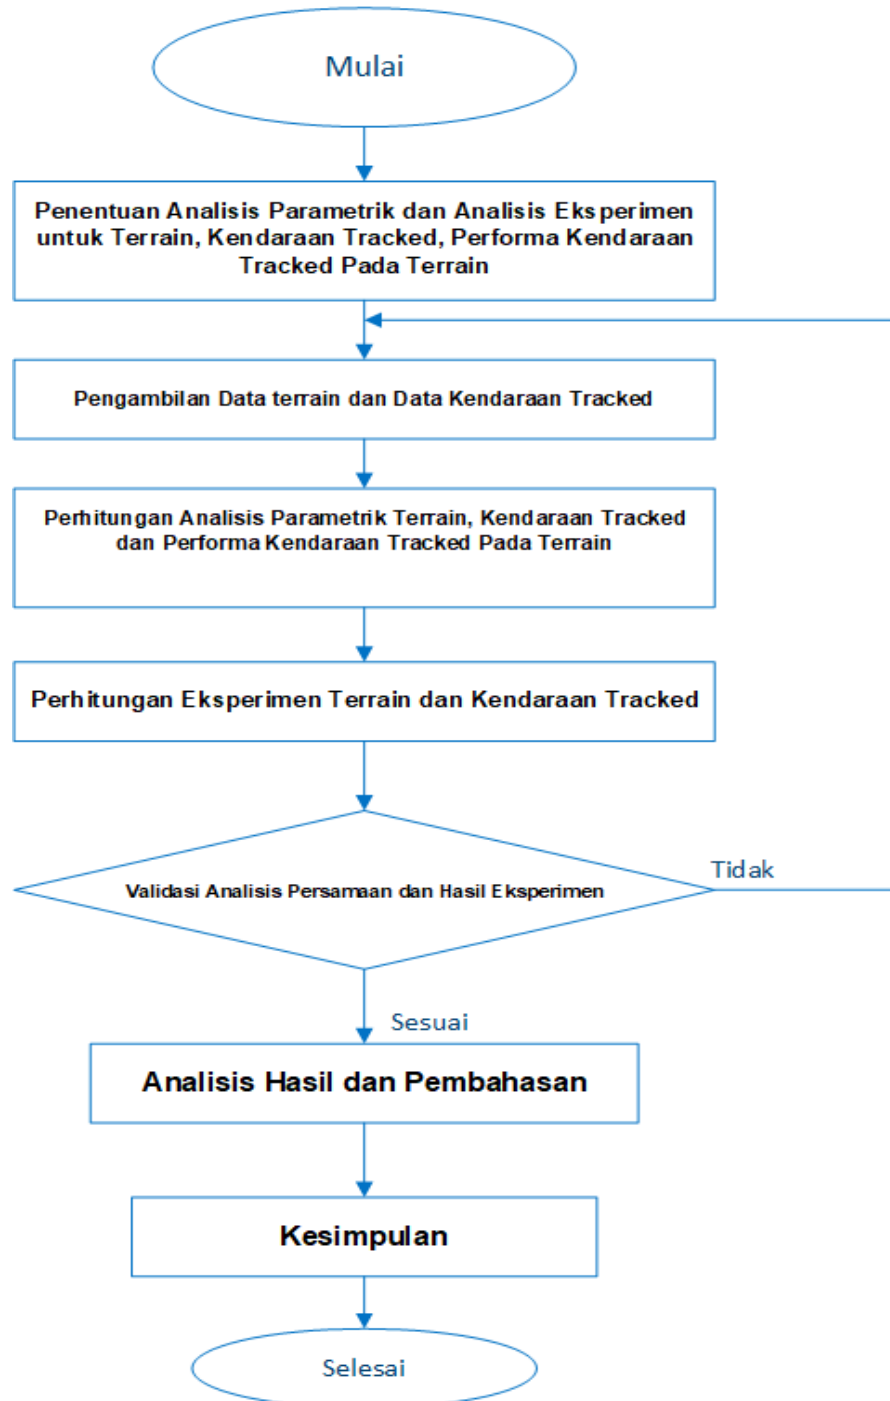 Mulai
Penentuan Analisis Parametrik dan Analisis Eksperimen
untuk Terrain, Kendaraan Tracked, Performa Kendaraan
Tracked Pada Terrain
Pengambilan Data terrain dan Data Kendaraan Tracked
Perhitungan Analisis Parametrik Terrain, Kendaraan Tracked
dan Performa Kendaraan Tracked Pada Terrain
Perhitungan Eksperimen Terrain dan Kendaraan Tracked
Validasi Analisis Persamaan dan Hasil Eksperimen
Tidak
Sesuai
Analisis Hasil dan Pembahasan
Kesimpulan
Selesai